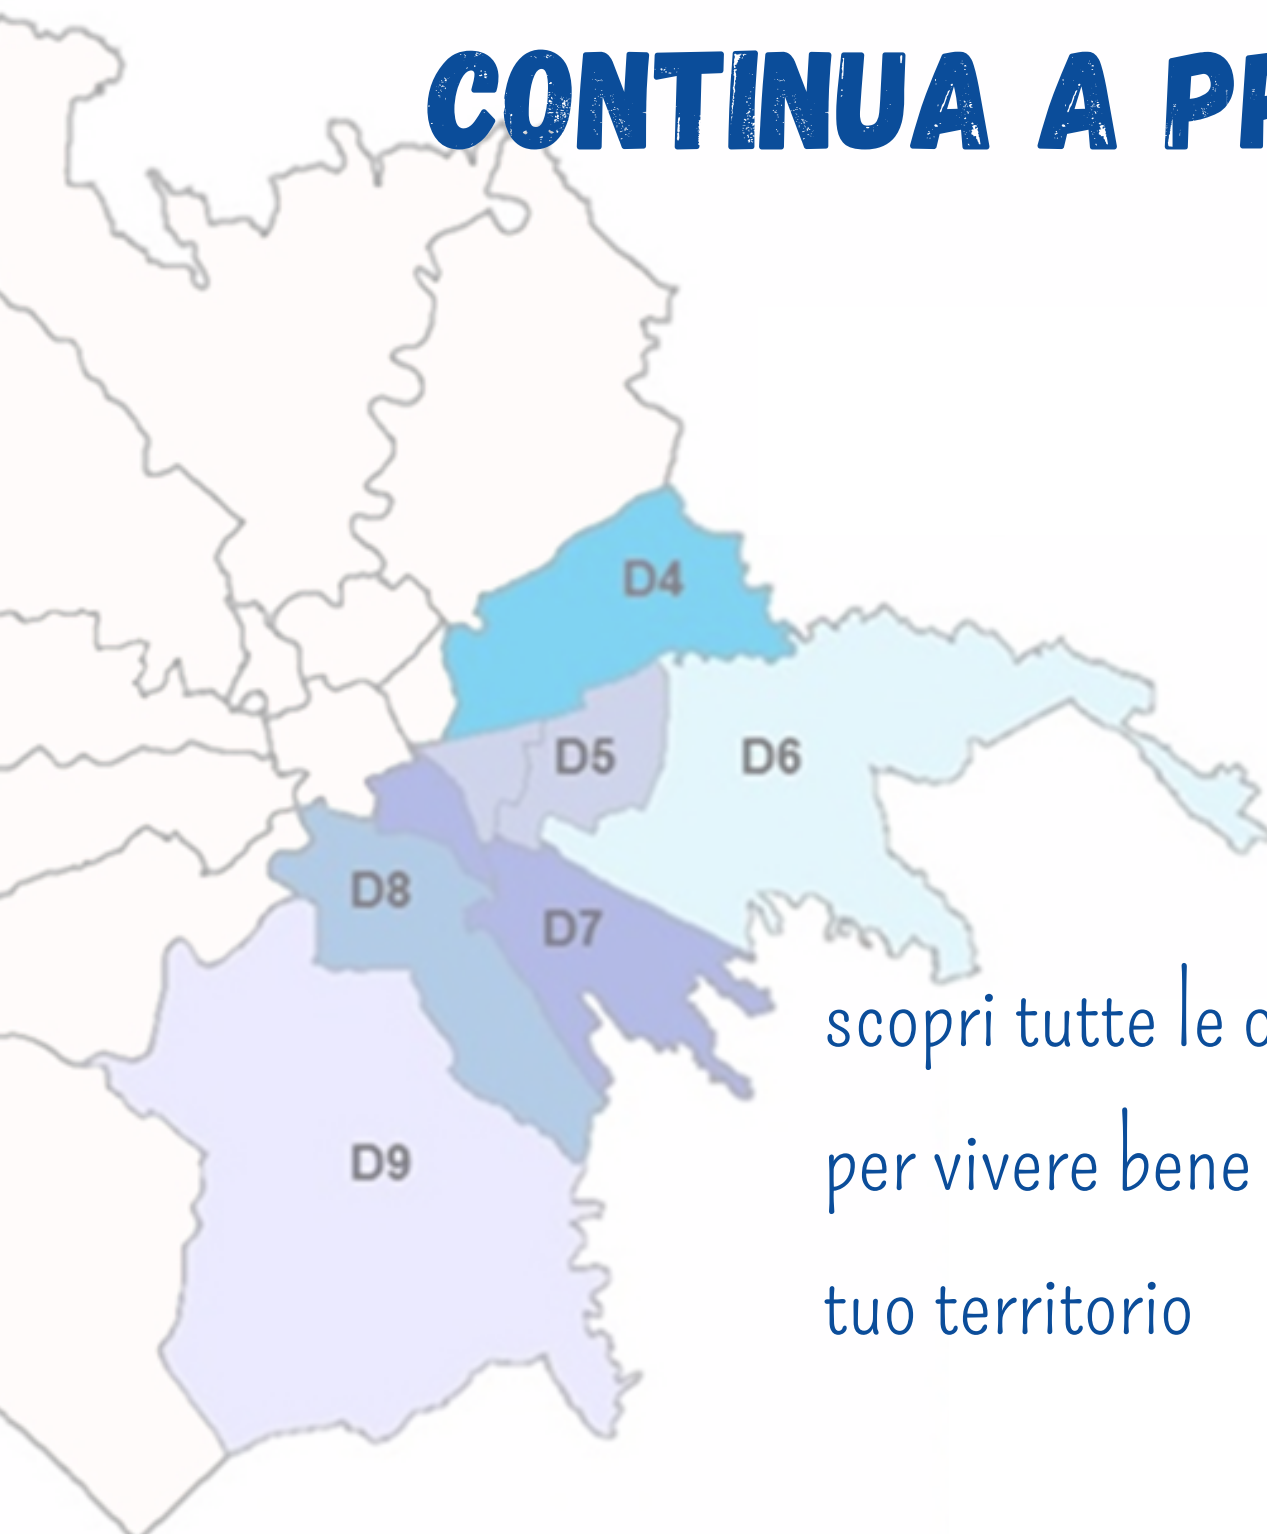 CONTINUA A
D4
D5
D6
D8
D7
scopri tutte le
per vivere bene
D9
tuo territorio